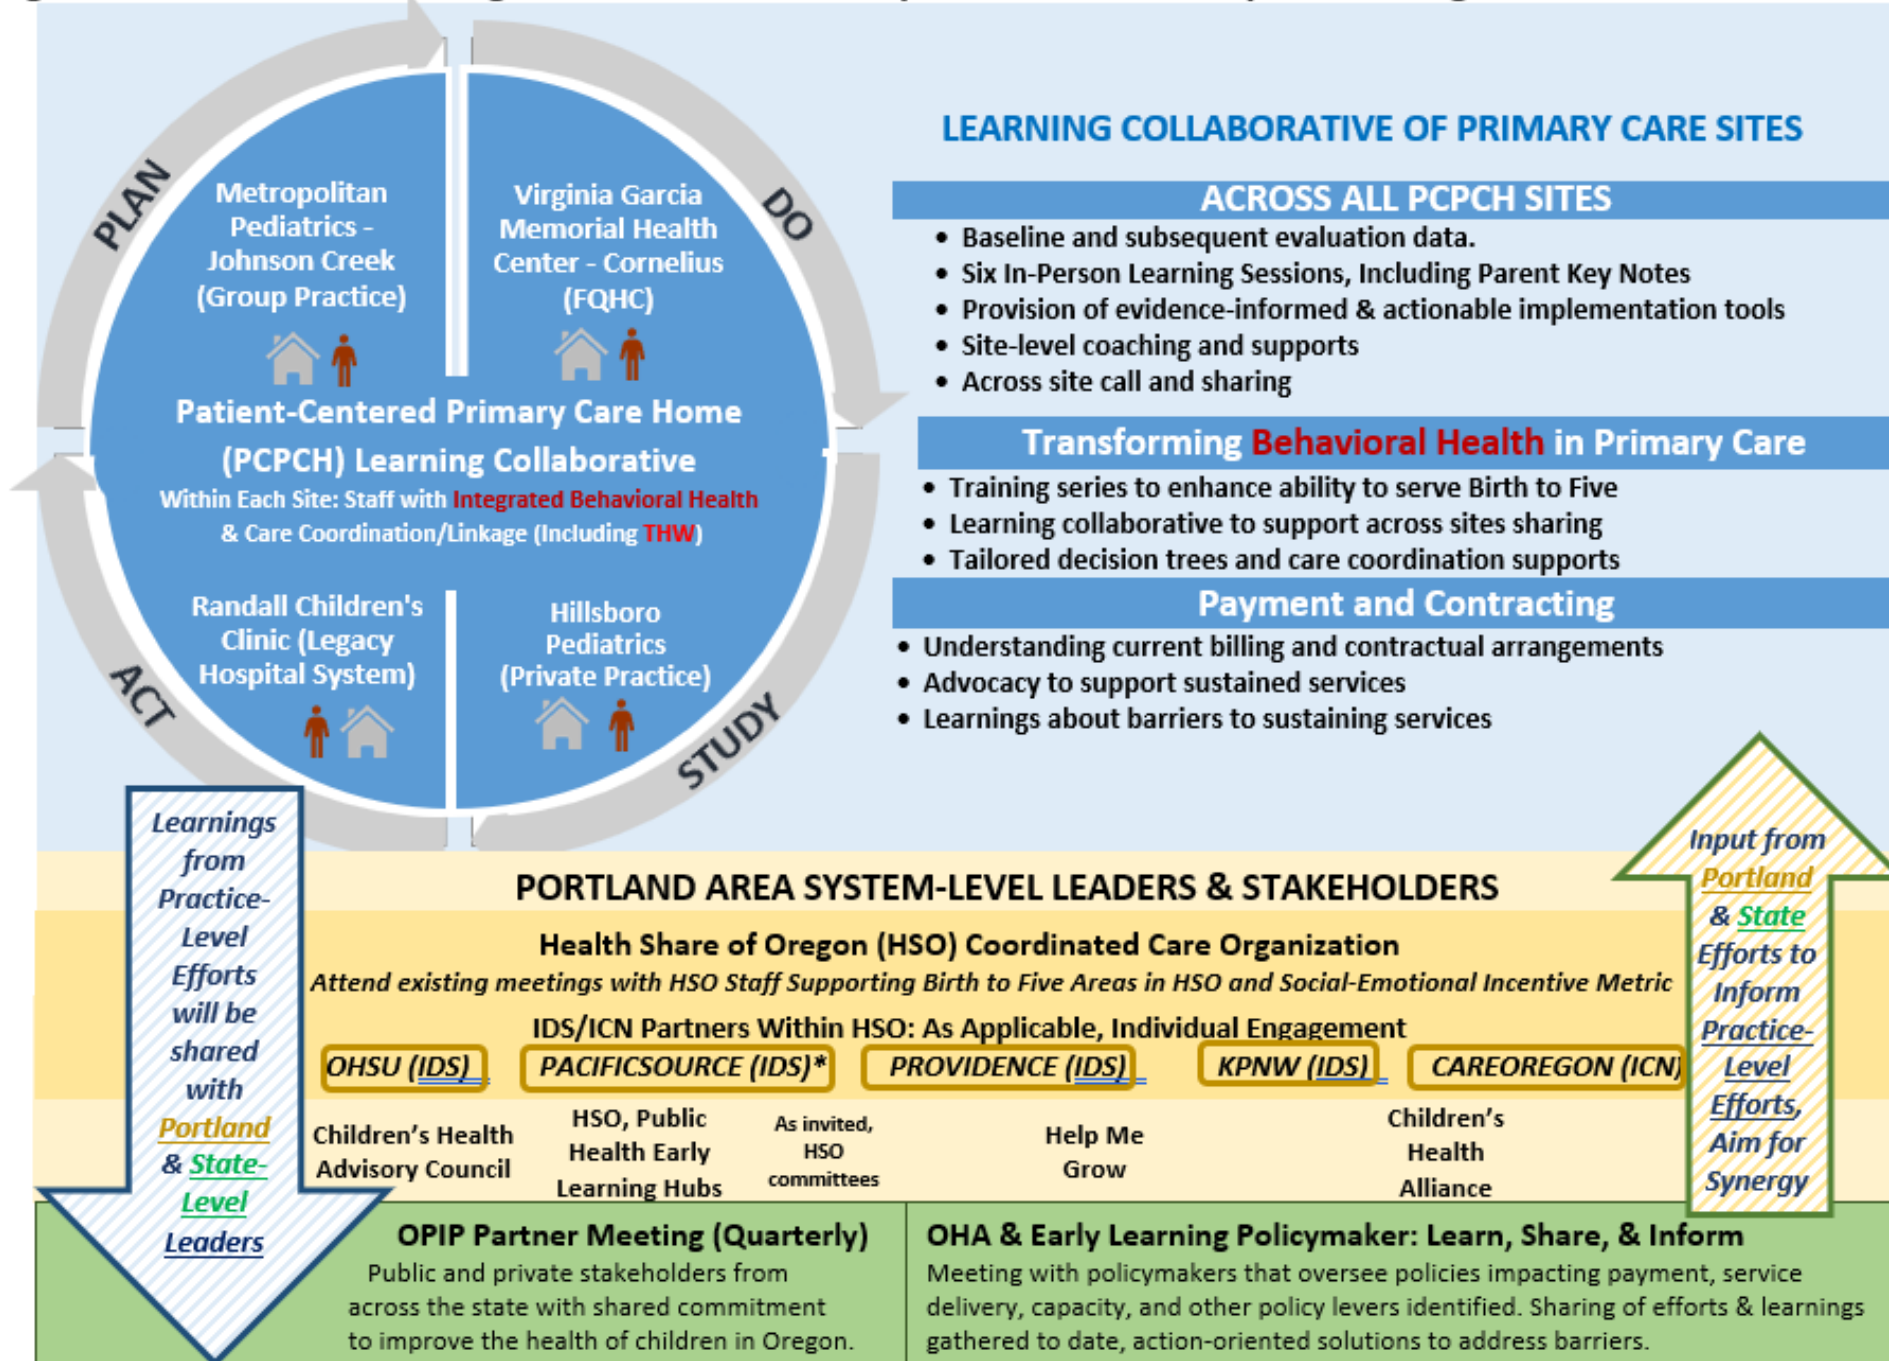 PLAN
DO
STUDY
ACT
Metropolitan
Pediatrics -
Johnson Creek
(Group Practice)
Virginia Garcia
Memorial Health
Center - Cornelius
(FQHC)
Patient-Centered Primary Care Home
(PCPCH) Learning Collaborative
Within Each Site: Staff with Integrated Behavioral Health
& Care Coordination/Linkage (Including THW)
Randall Children's
Clinic (Legacy
Hospital System)
Hillsboro
Pediatrics
(Private Practice)
LEARNING COLLABORATIVE OF PRIMARY CARE SITES
ACROSS ALL PCPCH SITES
• Baseline and subsequent evaluation data.
• Six In-Person Learning Sessions, Including Parent Key Notes
• Provision of evidence-informed & actionable implementation tools
• Site-level coaching and supports
• Across site call and sharing
Transforming Behavioral Health in Primary Care
• Training series to enhance ability to serve Birth to Five
• Learning collaborative to support across sites sharing
• Tailored decision trees and care coordination supports
Payment and Contracting
• Understanding current billing and contractual arrangements
• Advocacy to support sustained services
• Learnings about barriers to sustaining services
Learnings
from
Practice-
Level
Efforts
will be
shared
with
Portland
& State-
Level
Leaders
PORTLAND AREA SYSTEM-LEVEL LEADERS & STAKEHOLDERS
Health Share of Oregon (HSO) Coordinated Care Organization
Attend existing meetings with HSO Staff Supporting Birth to Five Areas in HSO and Social-Emotional Incentive Metric
IDS/ICN Partners Within HSO: As Applicable, Individual Engagement
OHSU (IDS)
PACIFICSOURCE (IDS)*
PROVIDENCE (IDS)
KPNW (IDS)
CAREOREGON (ICN)
Children's Health
Advisory Council
HSO, Public
Health Early
Learning Hubs
As invited,
HSO
committees
Help Me
Grow
Children's
Health
Alliance
Input from
Portland
& State
Efforts to
Inform
Practice-
Level
Efforts,
Aim for
Synergy
OPIP Partner Meeting (Quarterly)
Public and private stakeholders from
across the state with shared commitment
to improve the health of children in Oregon.
OHA & Early Learning Policymaker: Learn, Share, & Inform
Meeting with policymakers that oversee policies impacting payment, service
delivery, capacity, and other policy levers identified. Sharing of efforts & learnings
gathered to date, action-oriented solutions to address barriers.